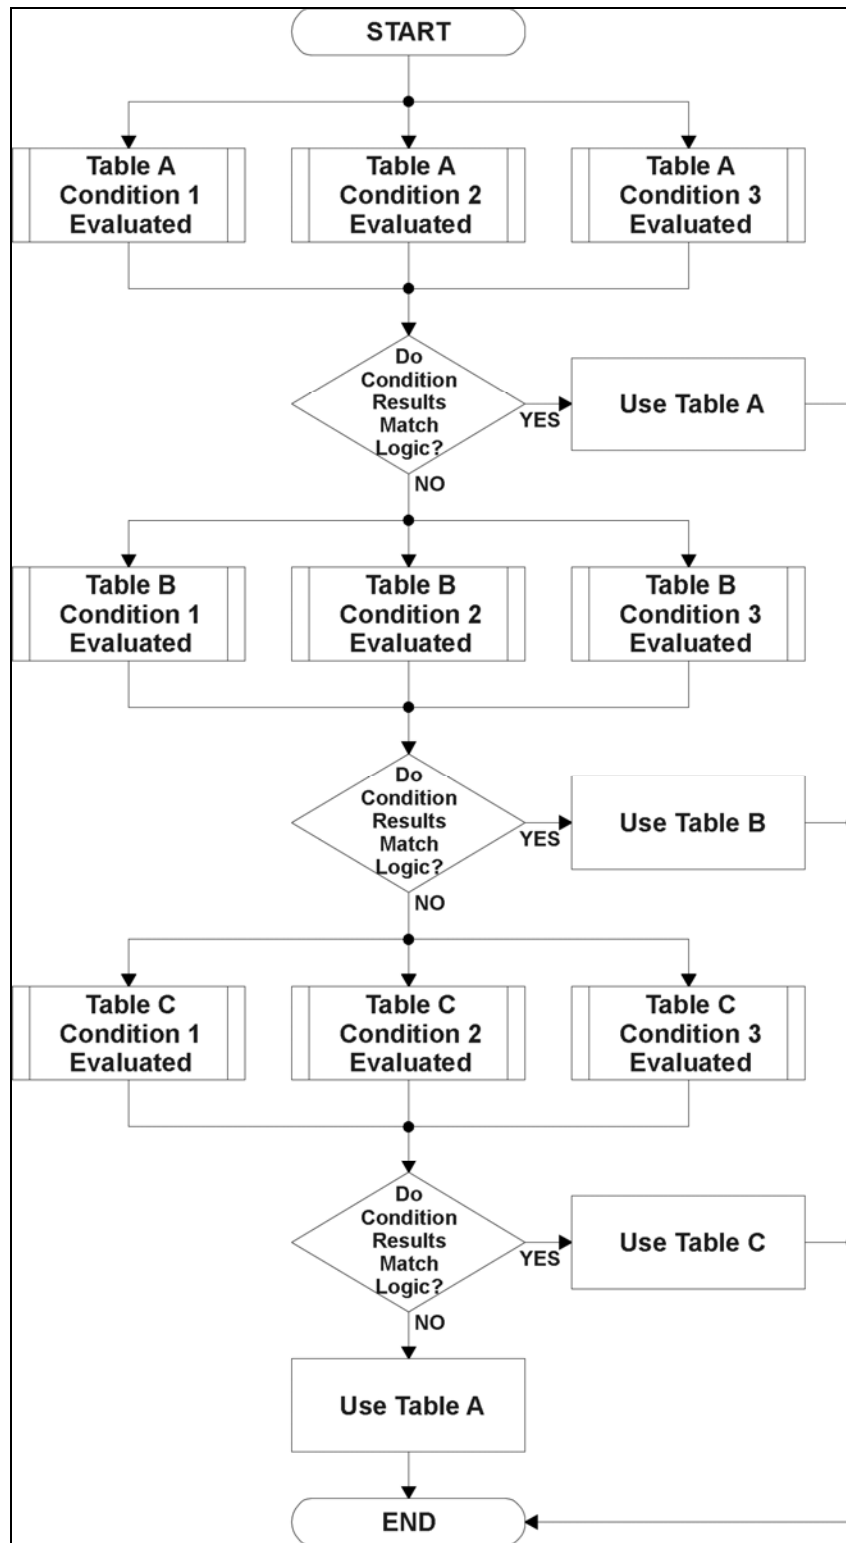 START
Table A
Condition 1
Evaluated
Table A
Condition 2
Evaluated
Table A
Condition 3
Evaluated
Do
Condition
Results
Match
Logic?
YES
Use Table A
NO
Table B
Condition 1
Evaluated
Table B
Condition 2
Evaluated
Table B
Condition 3
Evaluated
Do
Condition
Results
Match
Logic?
YES
Use Table B
NO
Table C
Condition 1
Evaluated
Table C
Condition 2
Evaluated
Table C
Condition 3
Evaluated
Do
Condition
Results
Match
Logic?
YES
Use Table C
NO
Use Table A
END